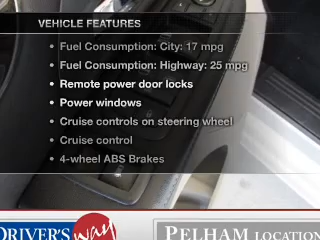 VEHICLE FEATURES
• Fuel Consumption: City: 17 mpg
• Fuel Consumption: Highway: 25 mpg
• Remote power door locks
• Power windows
• Cruise controls on steering wheel
• Cruise control
• 4-wheel ABS Brakes
DRIVER'S way
PELHAM LOCATION